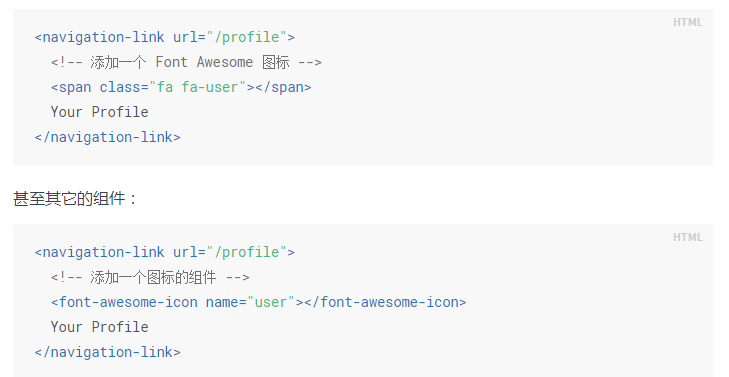 HTML
<navigation-link url="/profile">
<!-- 添加一个 Font Awesome 图标 -->
<span class="fa fa-user"></span>
Your Profile
</navigation-link>
甚至其它的组件：
HTML
<navigation-link url="/profile">
<!-- 添加一个图标的组件 -->
<font-awesome-icon name="user"></font-awesome-icon>
Your Profile
</navigation-link>